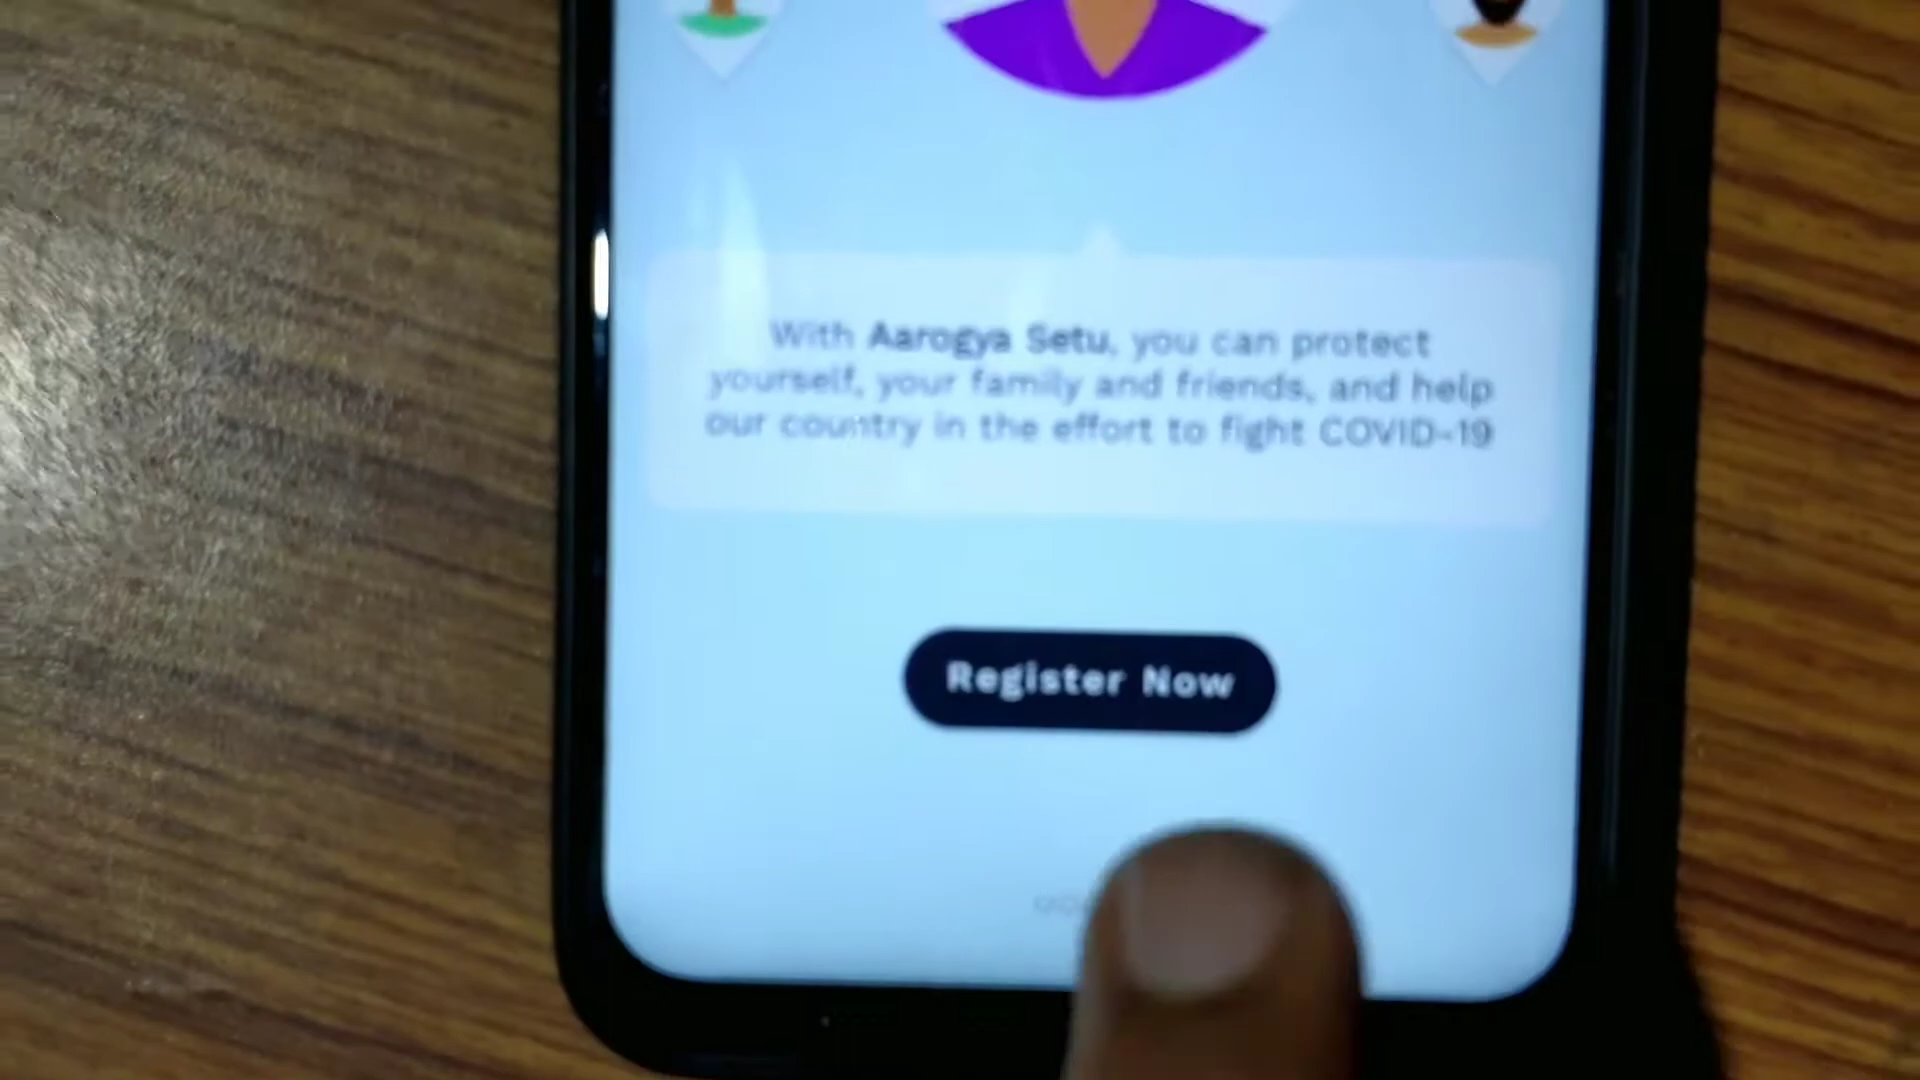 With Aarogya Setu, you can protect
yourself, your family and friends, and help
our country in the effort to fight COVID-19
Register Now